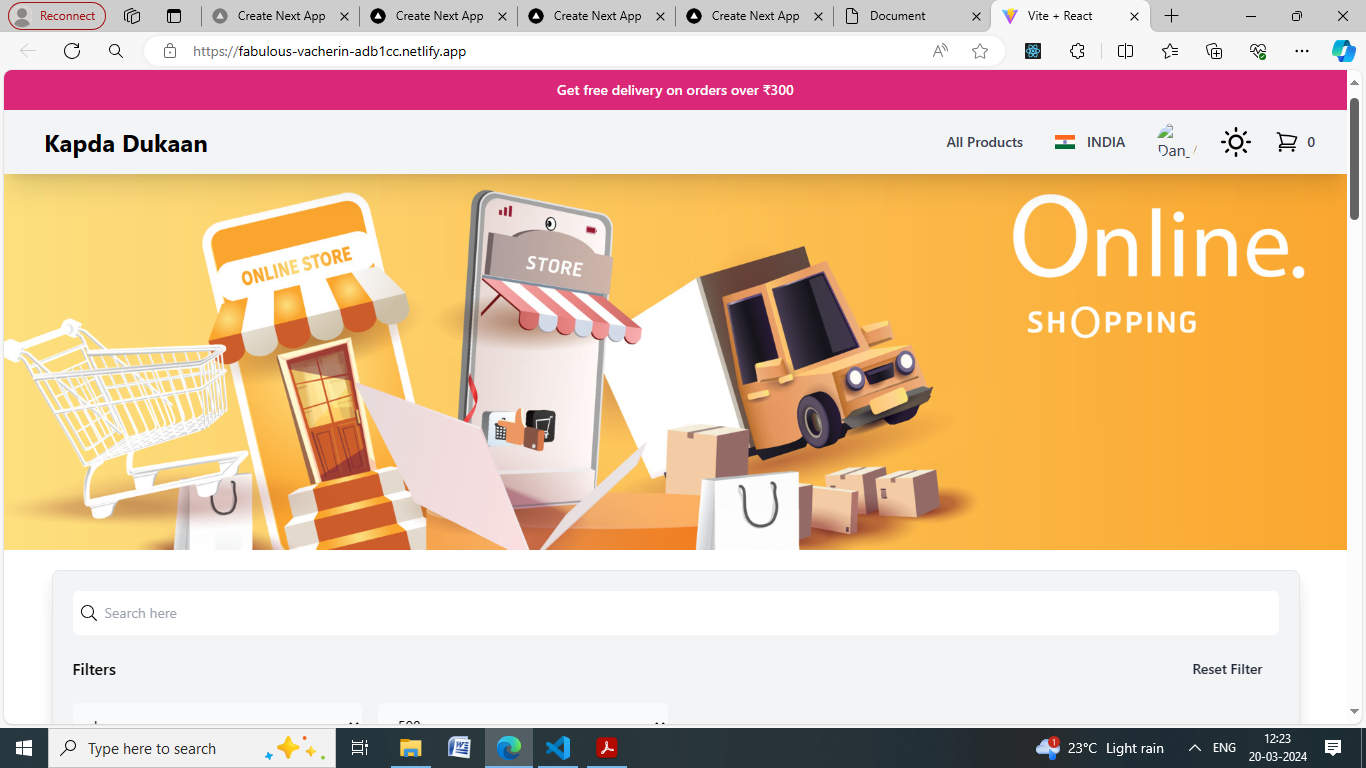 Reconnect
Create Next App
Create Next App
Create Next App
Create Next App
Document
Vite + React
https://fabulous-vacherin-adb1cc.netlify.app
Get free delivery on orders over ₹300
Kapda Dukaan
All Products
INDIA
Dan_
0
ONLINE STORE
STORE
Online.
SHOPPING
Search here
Filters
Reset Filter
Type here to search
23°C Light rain
ENG
12:23
20-03-2024